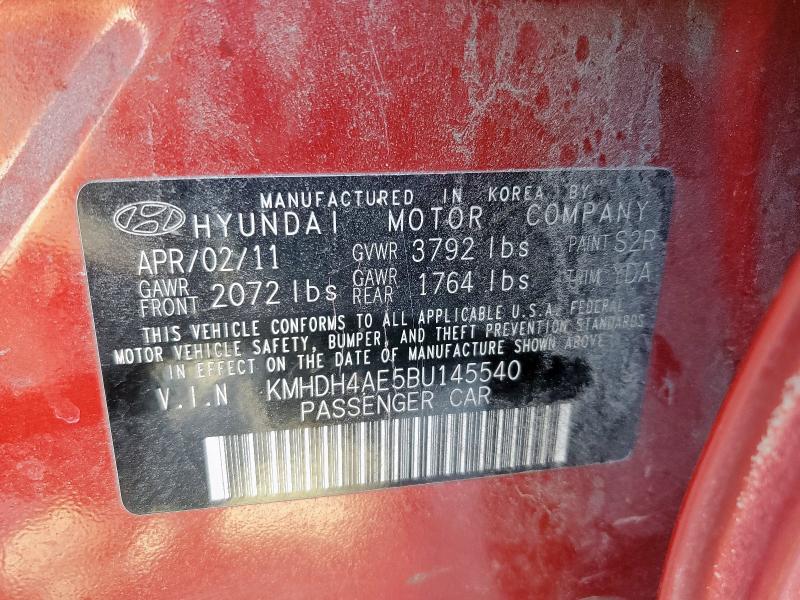 MANUFACTURED IN KOREA BY
HYUNDAI MOTOR COMPANY
APR/02/11 GVWR 3792 lbs PAINT S2R
GAWR FRONT 2072 lbs GAWR REAR 1764 lbs TRIM YDA
THIS VEHICLE CONFORMS TO ALL APPLICABLE U.S.A. FEDERAL
MOTOR VEHICLE SAFETY, BUMPER, AND THEFT PREVENTION STANDARDS
IN EFFECT ON THE DATE OF MANUFACTURE SHOWN ABOVE
V.I.N KMHDH4AE5BU145540
PASSENGER CAR